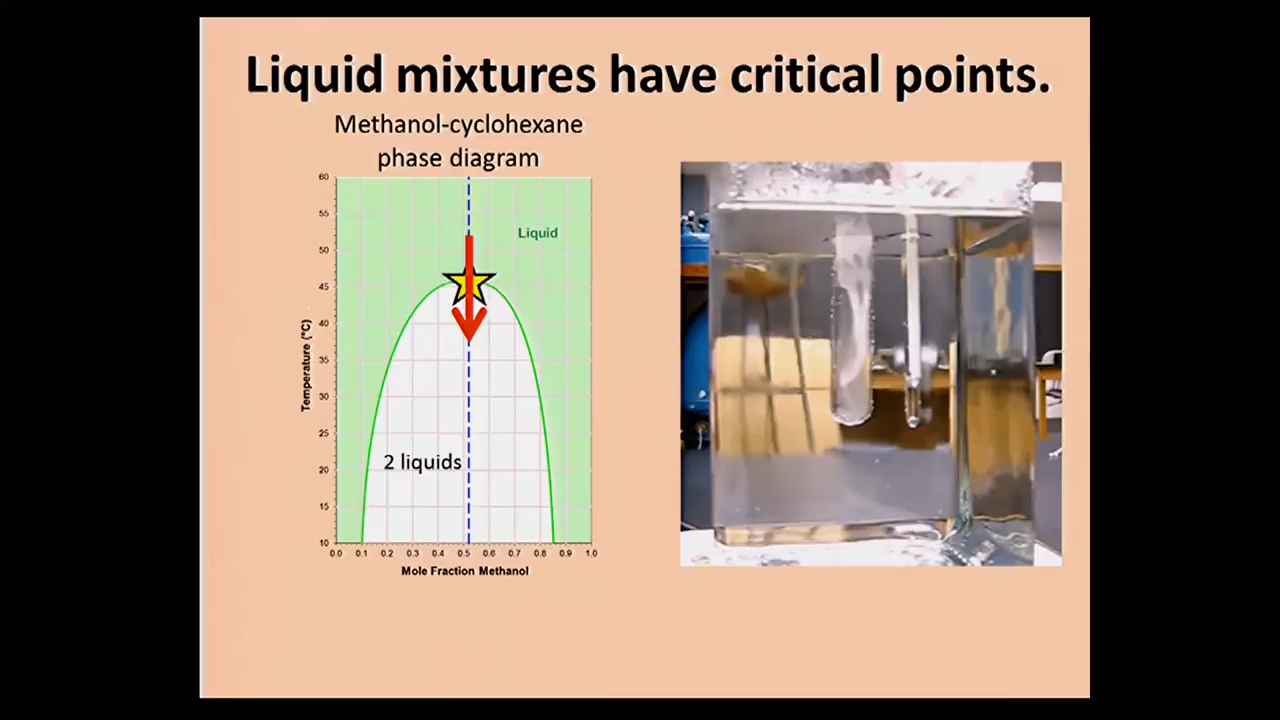 Liquid mixtures have critical points.
Methanol-cyclohexane
phase diagram
60
55
50
45
40
35
30
25
20
15
10
Temperature (°C)
Liquid
2 liquids
0.0 0.1 0.2 0.3 0.4 0.5 0.6 0.7 0.8 0.9 1.0
Mole Fraction Methanol